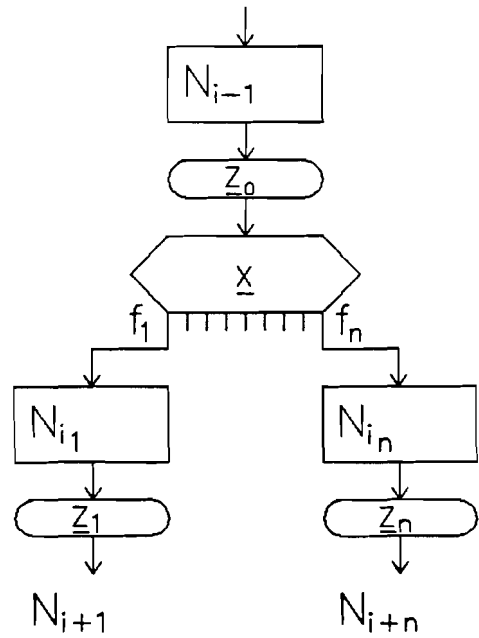 N_{i-1}
z_0
x
f_1 f_n
N_{i_1} N_{i_n}
z_1 z_n
N_{i+1} N_{i+n}